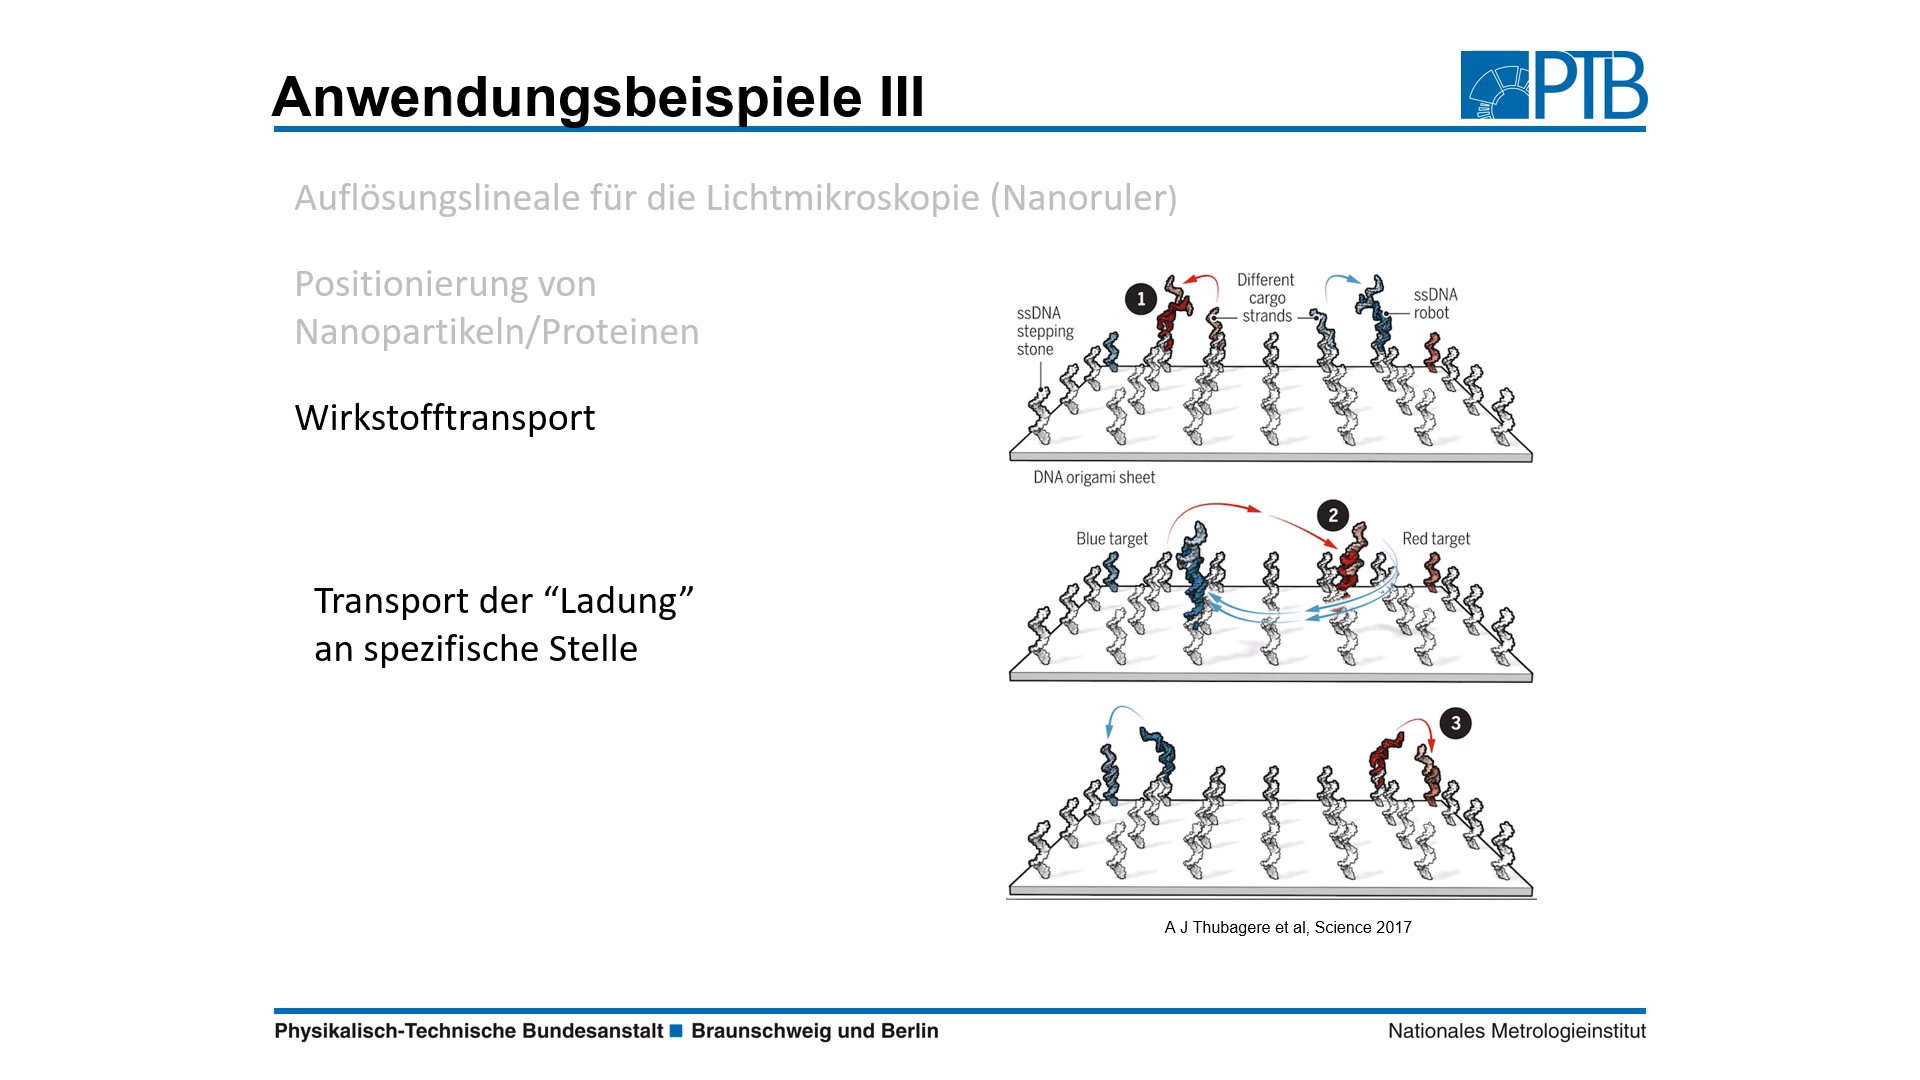 Anwendungsbeispiele III
PTB
Auflösungslineale für die Lichtmikroskopie (Nanoruler)
Positionierung von
Nanopartikeln/Proteinen
Wirkstofftransport
Transport der “Ladung”
an spezifische Stelle
1
Different
cargo
strands
ssDNA
robot
ssDNA
stepping
stone
DNA origami sheet
2
Blue target
Red target
3
A J Thubagere et al, Science 2017
Physikalisch-Technische Bundesanstalt ■ Braunschweig und Berlin
Nationales Metrologieinstitut